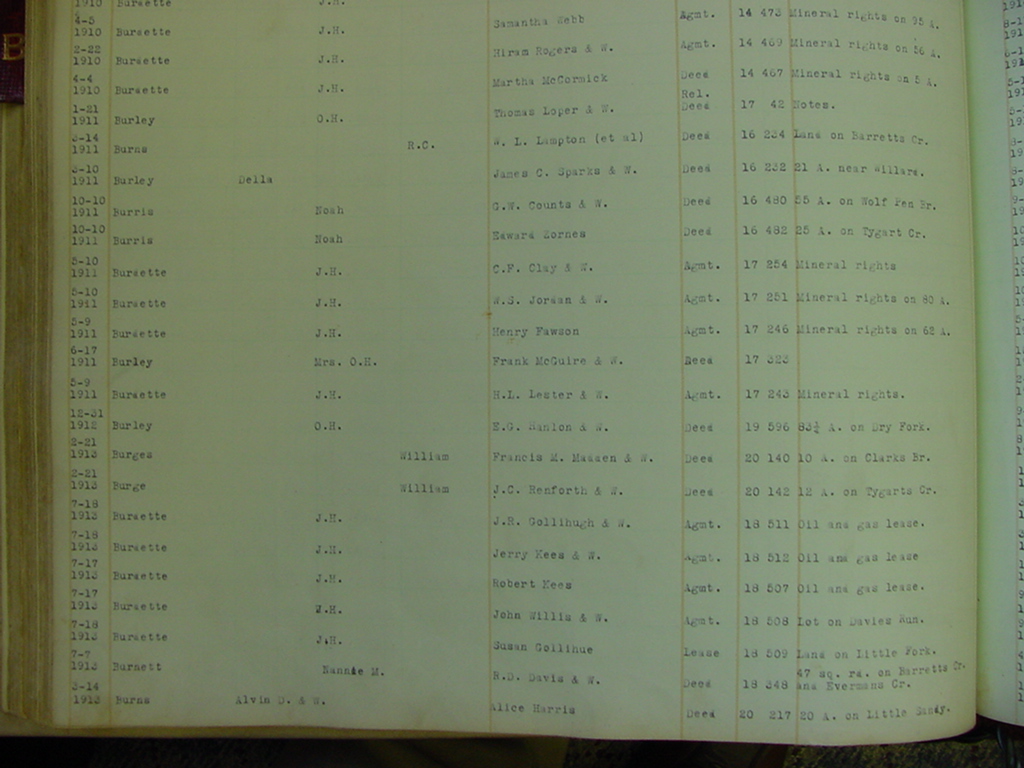 1910 Burdette J.H.
4-5
1910 Burdette J.H. Samantha Webb Agmt. 14 473 Mineral rights on 95 A.
2-22
1910 Burdette J.H. Hiram Rogers & W. Agmt. 14 469 Mineral rights on 56 A.
4-4
1910 Burdette J.H. Martha McCormick Deed 14 467 Mineral rights on 5 A.
1-21 Rel.
1911 Burley O.H. Thomas Loper & W. Deed 17 42 Notes.
3-14
1911 Burns R.C. W. L. Lampton (et al) Deed 16 234 Land on Barretts Cr.
3-10
1911 Burley Della James C. Sparks & W. Deed 16 232 21 A. near Willard.
10-10
1911 Burris Noah G.W. Counts & W. Deed 16 480 55 A. on Wolf Pen Br.
10-10
1911 Burris Noah Edward Zornes Deed 16 482 25 A. on Tygart Cr.
5-10
1911 Burdette J.H. C.F. Clay & W. Agmt. 17 254 Mineral rights
5-10
1911 Burdette J.H. W.S. Jordan & W. Agmt. 17 251 Mineral rights on 80 A.
5-9
1911 Burdette J.H. Henry Fawson Agmt. 17 246 Mineral rights on 62 A.
6-17
1911 Burley Mrs. O.H. Frank McGuire & W. Deed 17 323
5-9
1911 Burdette J.H. H.L. Lester & W. Agmt. 17 243 Mineral rights.
12-31
1912 Burley O.H. E.G. Hanlon & W. Deed 19 596 83½ A. on Dry Fork.
2-21
1913 Burges William Francis M. Madden & W. Deed 20 140 10 A. on Clarks Br.
2-21
1913 Burge William J.C. Renforth & W. Deed 20 142 12 A. on Tygarts Cr.
7-18
1913 Burdette J.H. J.R. Gollihugh & W. Agmt. 18 511 Oil and gas lease.
7-18
1913 Burdette J.H. Jerry Kees & W. Agmt. 18 512 Oil and gas lease
7-17
1913 Burdette J.H. Robert Kees Agmt. 18 507 Oil and gas lease.
7-17
1913 Burdette W.H. John Willis & W. Agmt. 18 508 Lot on Davies Run.
7-18
1913 Burdette J.H. Susan Gollihue Lease 18 509 Land on Little Fork.
7-7 47 sq. rd. on Barretts Cr.
1913 Burnett Nannie M. R.D. Davis & W. Deed 18 348 and Evermans Cr.
3-14
1913 Burns Alvin D. & W. Alice Harris Deed 20 217 20 A. on Little Sandy.
B